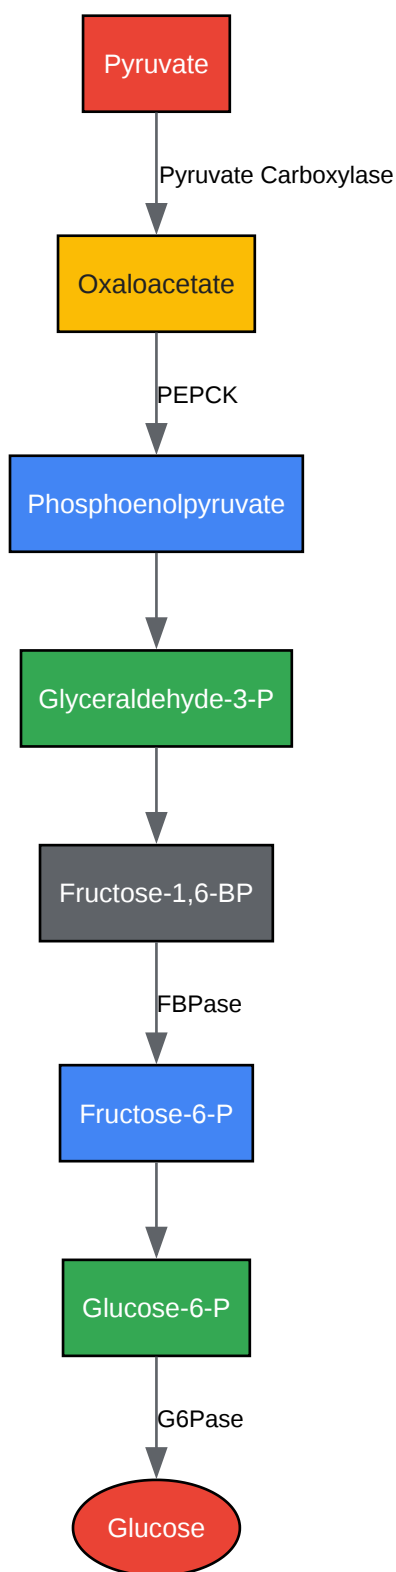 Pyruvate
Pyruvate Carboxylase
Oxaloacetate
PEPCK
Phosphoenolpyruvate
Glyceraldehyde-3-P
Fructose-1,6-BP
FBPase
Fructose-6-P
Glucose-6-P
G6Pase
Glucose